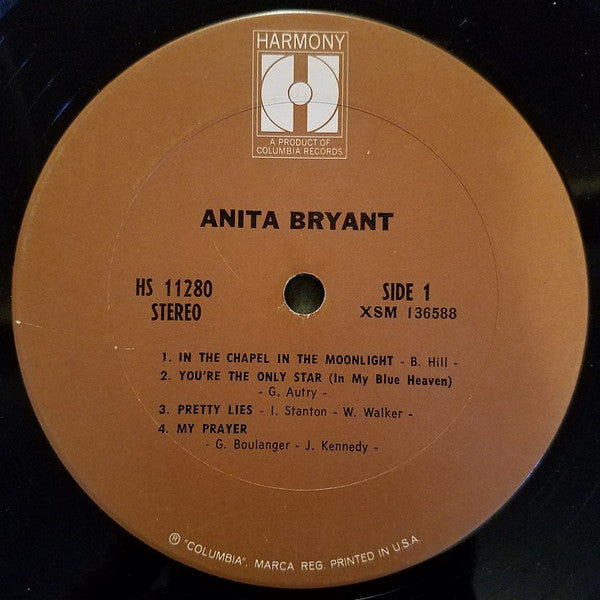 HARMONY
A PRODUCT OF
COLUMBIA RECORDS
ANITA BRYANT
HS 11280
STEREO
SIDE 1
XSM 136588
1. IN THE CHAPEL IN THE MOONLIGHT - B. Hill -
2. YOU'RE THE ONLY STAR (In My Blue Heaven)
- G. Autry -
3. PRETTY LIES - I. Stanton - W. Walker -
4. MY PRAYER
- G. Boulanger - J. Kennedy -
® "COLUMBIA", MARCA REG. PRINTED IN U.S.A.